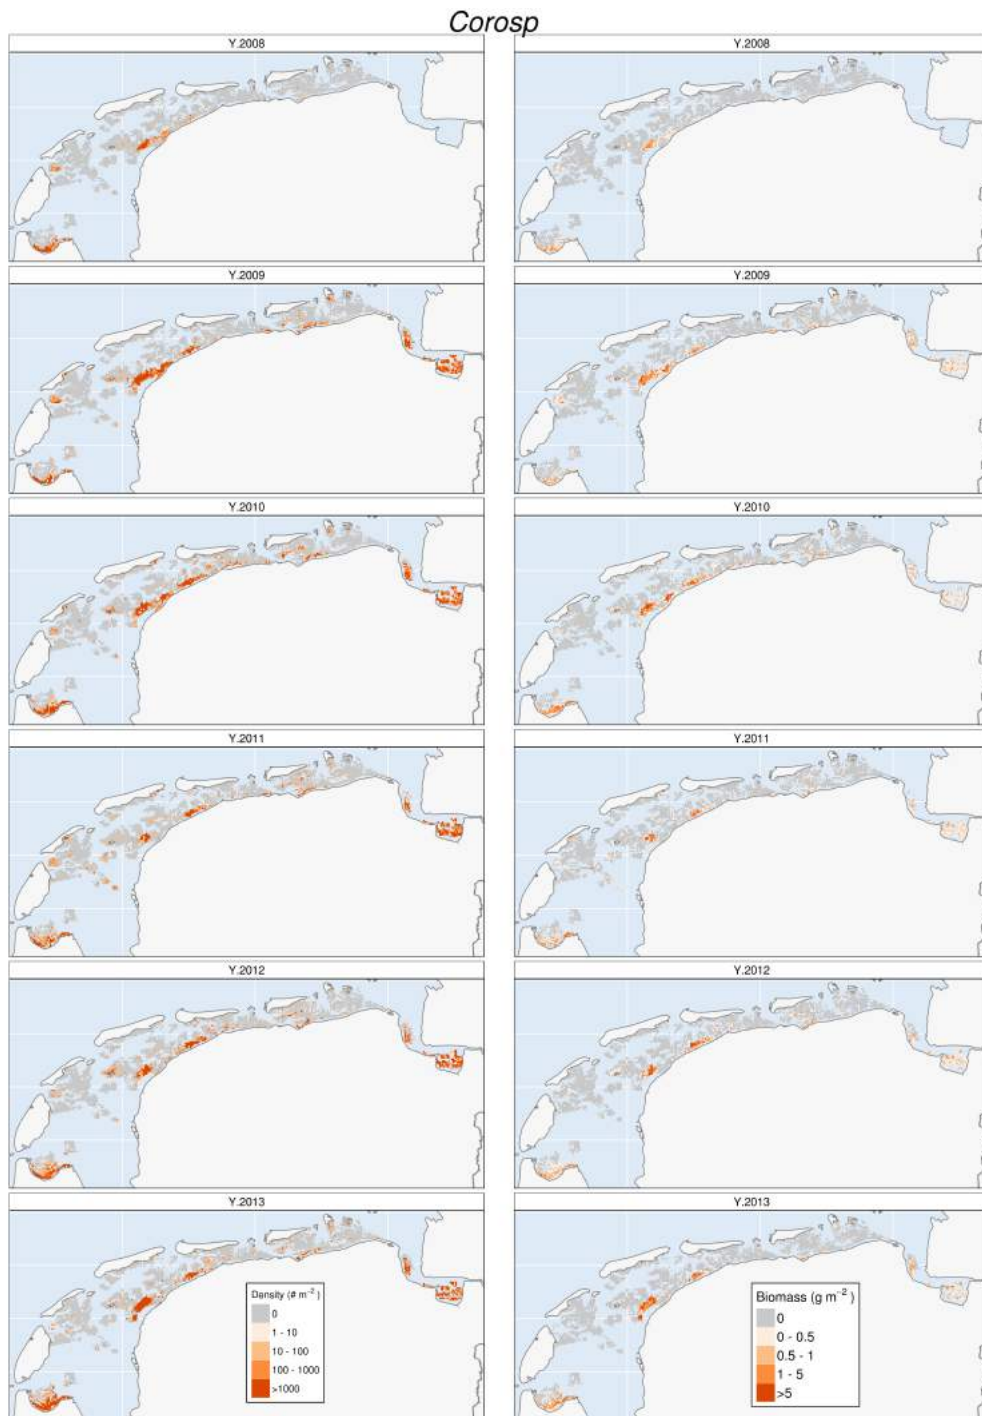 Corosp
Y.2008
Y.2008
Y.2009
Y.2009
Y.2010
Y.2010
Y.2011
Y.2011
Y.2012
Y.2012
Y.2013
Y.2013
Density (# m⁻²)
0
1 - 10
10 - 100
100 - 1000
>1000
Biomass (g m⁻²)
0
0 - 0.5
0.5 - 1
1 - 5
>5